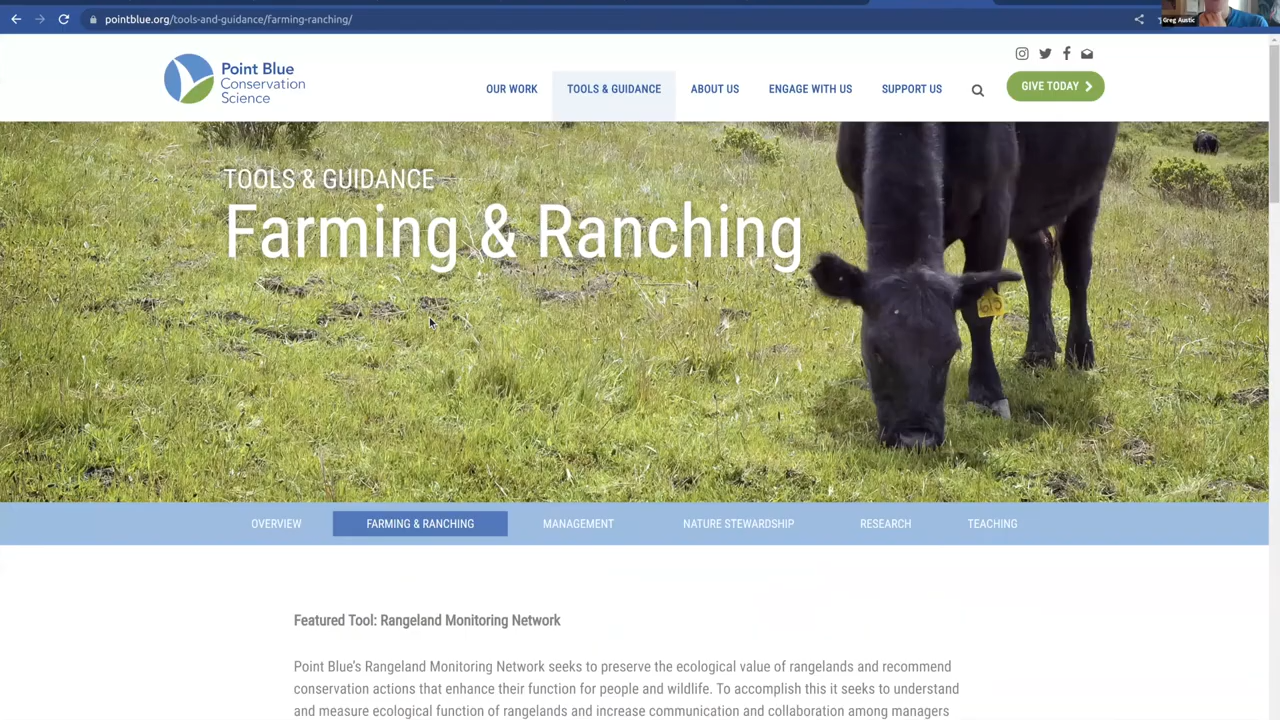 pointblue.org/tools-and-guidance/farming-ranching/
Greg Austic
Point Blue
Conservation
Science
OUR WORK
TOOLS & GUIDANCE
ABOUT US
ENGAGE WITH US
SUPPORT US
GIVE TODAY
TOOLS & GUIDANCE
Farming & Ranching
OVERVIEW
FARMING & RANCHING
MANAGEMENT
NATURE STEWARDSHIP
RESEARCH
TEACHING
Featured Tool: Rangeland Monitoring Network
Point Blue's Rangeland Monitoring Network seeks to preserve the ecological value of rangelands and recommend
conservation actions that enhance their function for people and wildlife. To accomplish this it seeks to understand
and measure ecological function of rangelands and increase communication and collaboration among managers